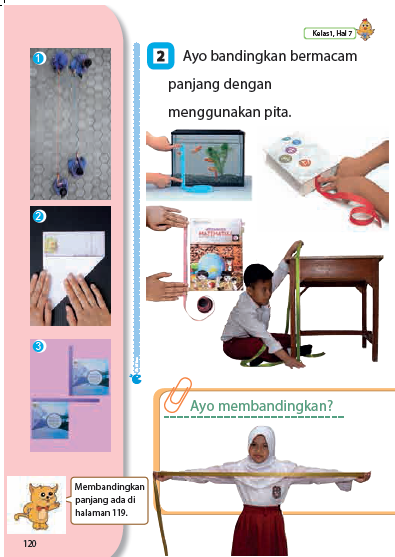 Kelas1, Hal 7
1
2 Ayo bandingkan bermacam
panjang dengan
menggunakan pita.
2
MATEMATIKA
3
Ayo membandingkan?
Membandingkan
panjang ada di
halaman 119.
120